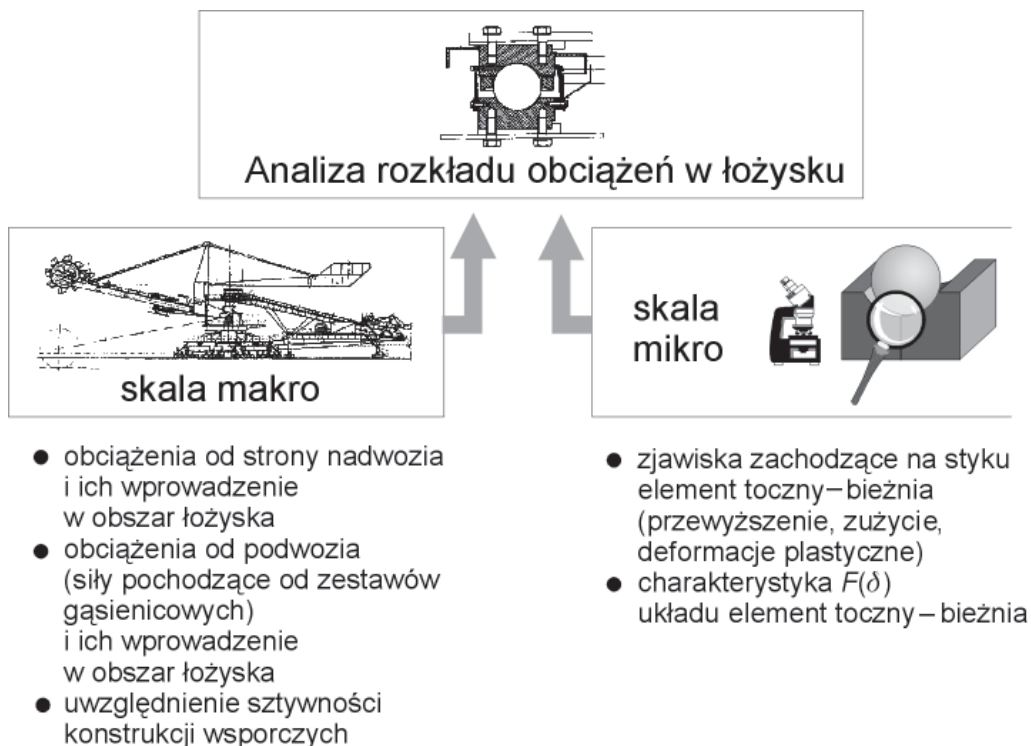 Analiza rozkładu obciążeń w łożysku
skala makro
skala
mikro
● obciążenia od strony nadwozia
i ich wprowadzenie
w obszar łożyska
● obciążenia od podwozia
(siły pochodzące od zestawów
gąsienicowych)
i ich wprowadzenie
w obszar łożyska
● uwzględnienie sztywności
konstrukcji wsporczych
● zjawiska zachodzące na styku
element toczny–bieżnia
(przewyższenie, zużycie,
deformacje plastyczne)
● charakterystyka F(δ)
układu element toczny–bieżnia